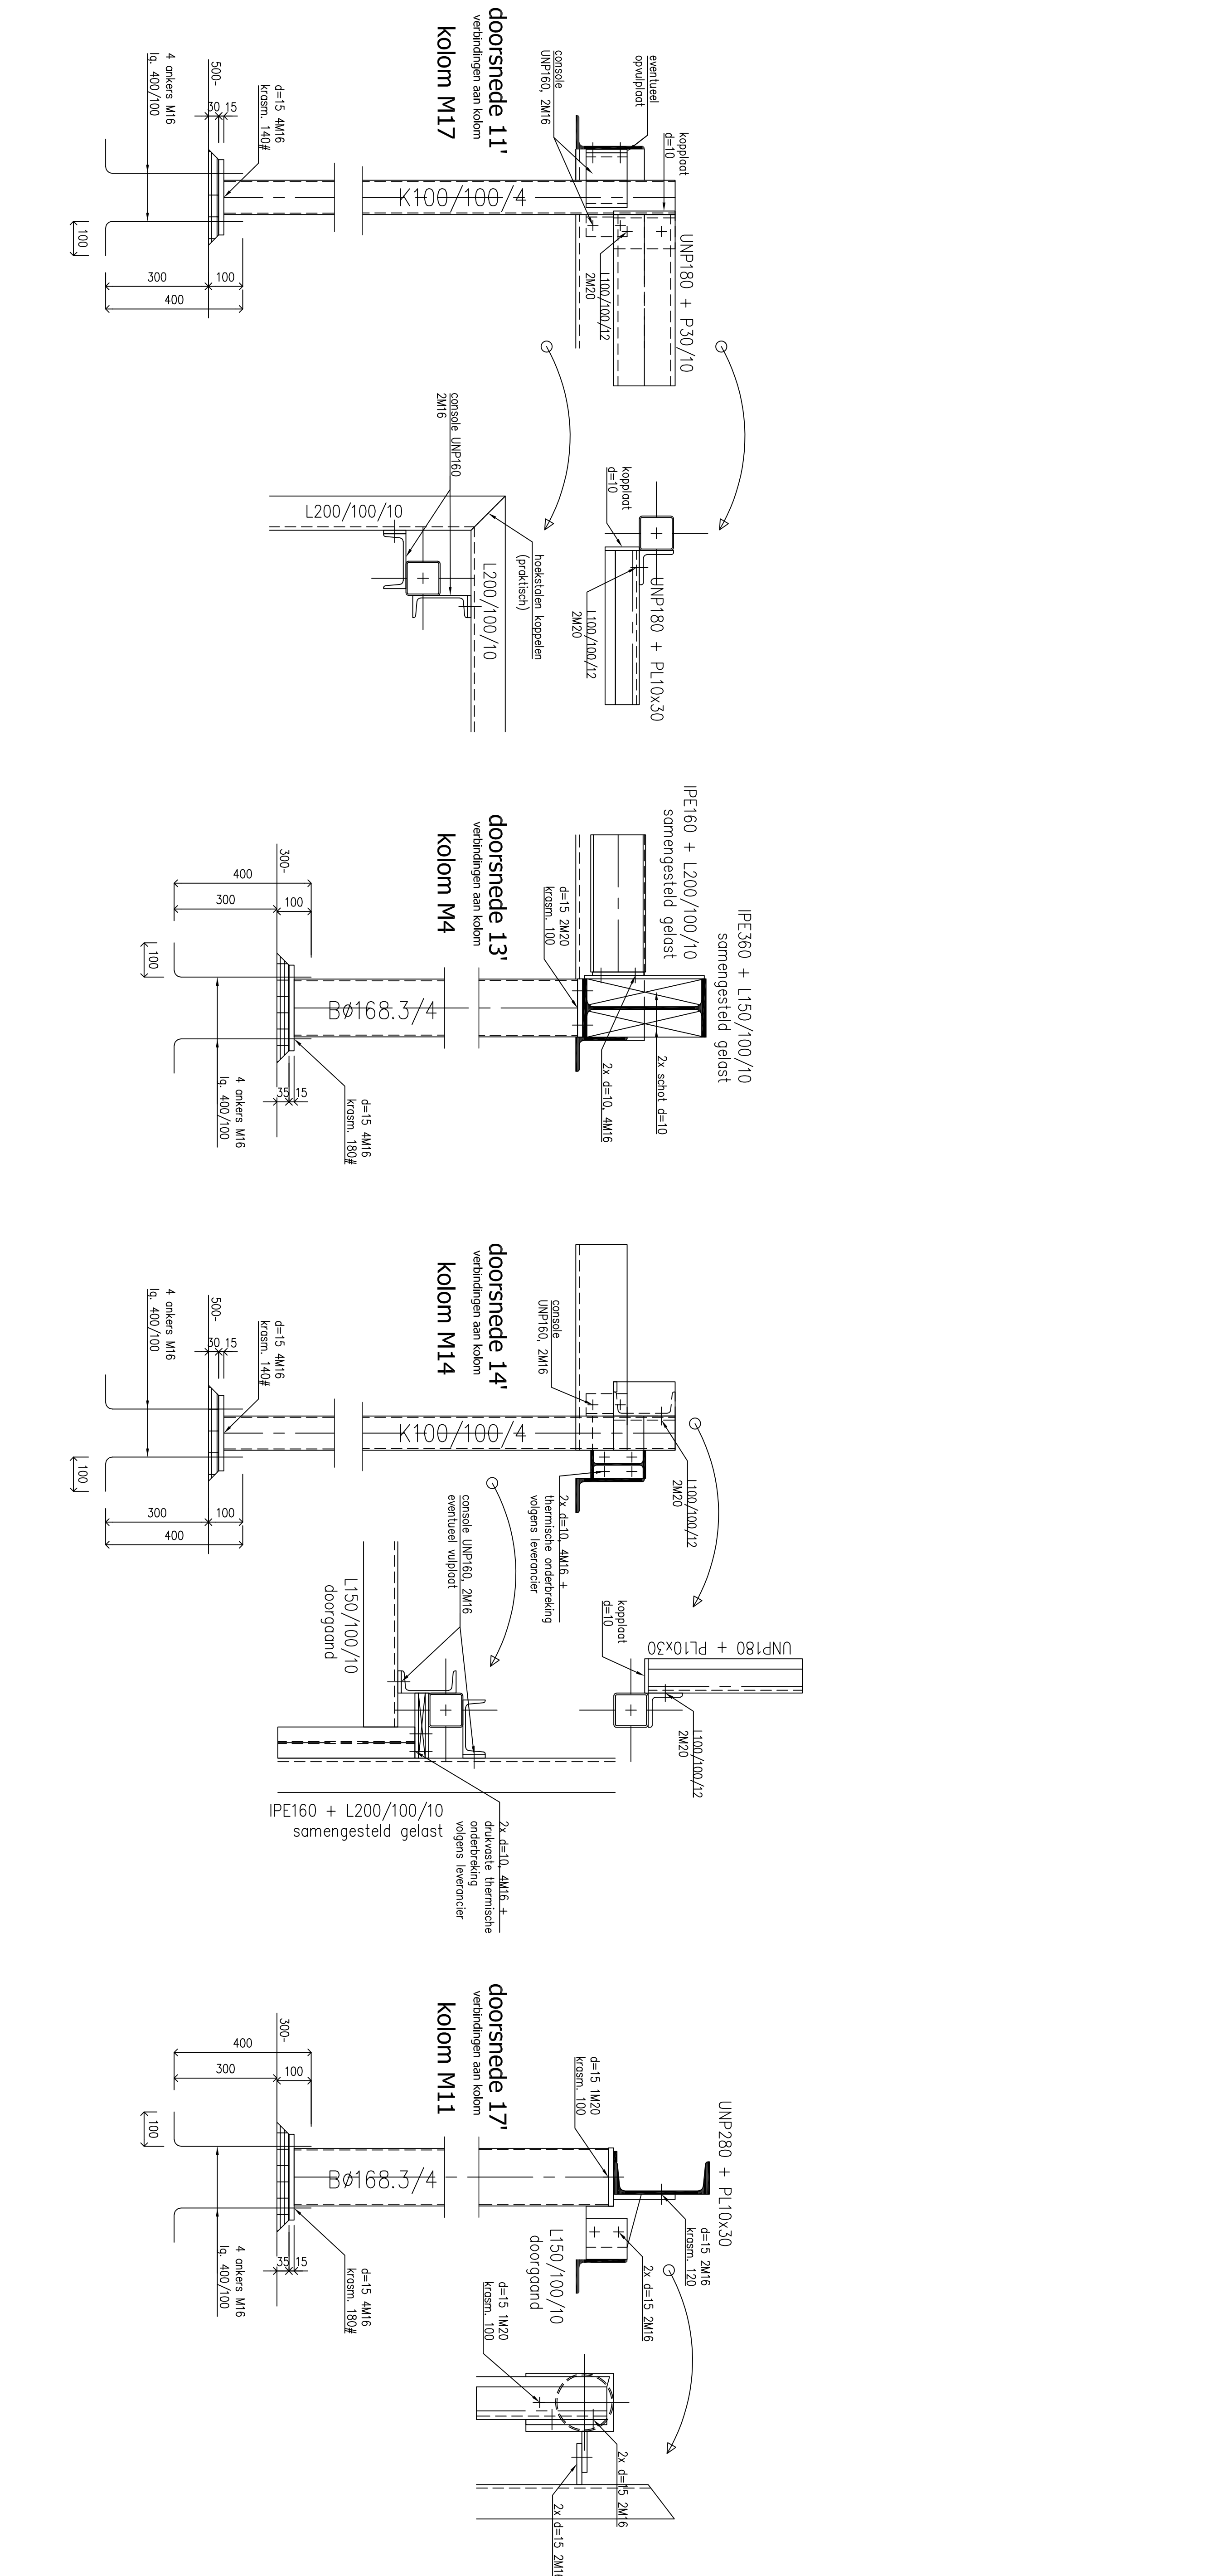 doorsnede 11'
verbindingen aan kolom
kolom M17
eventueel
opvulplaat
console
UNP160, 2M16
kopplaat
d=10
UNP180 + P30/10
L100/100/12
2M20
K100/100/4
d=15 4M16
krasm. 140#
30 15
500-
4 ankers M16
lg. 400/100
100
300
100
400
kopplaat
d=10
UNP180 + PL10x30
L100/100/12
2M20
console UNP160
2M16
hoekstalen koppelen
(praktisch)
L200/100/10
L200/100/10
doorsnede 13'
verbindingen aan kolom
kolom M4
IPE360 + L150/100/10
samengesteld gelast
IPE160 + L200/100/10
samengesteld gelast
d=15 2M20
krasm. 100
2x schot d=10
2x d=10, 4M16
BØ168.3/4
300-
400
300
100
100
35 15
d=15 4M16
krasm. 180#
4 ankers M16
lg. 400/100
doorsnede 14'
verbindingen aan kolom
kolom M14
console
UNP160, 2M16
L100/100/12
2M20
2x d=10, 4M16 +
thermische onderbreking
volgens leverancier
K100/100/4
d=15 4M16
krasm. 140#
30 15
500-
4 ankers M16
lg. 400/100
100
300
100
400
console UNP160, 2M16
eventueel vulplaat
L150/100/10
doorgaand
kopplaat
d=10
UNP180 + PL10x30
L100/100/12
2M20
IPE160 + L200/100/10
samengesteld gelast
2x d=10, 4M16 +
drukvaste thermische
onderbreking
volgens leverancier
doorsnede 17'
verbindingen aan kolom
kolom M11
UNP280 + PL10x30
d=15 1M20
krasm. 100
d=15 2M16
krasm. 120
2x d=15 2M16
L150/100/10
doorgaand
BØ168.3/4
300-
400
300
100
100
35 15
d=15 4M16
krasm. 180#
4 ankers M16
lg. 400/100
d=15 1M20
krasm. 100
2x d=15 2M16
2x d=15 2M16